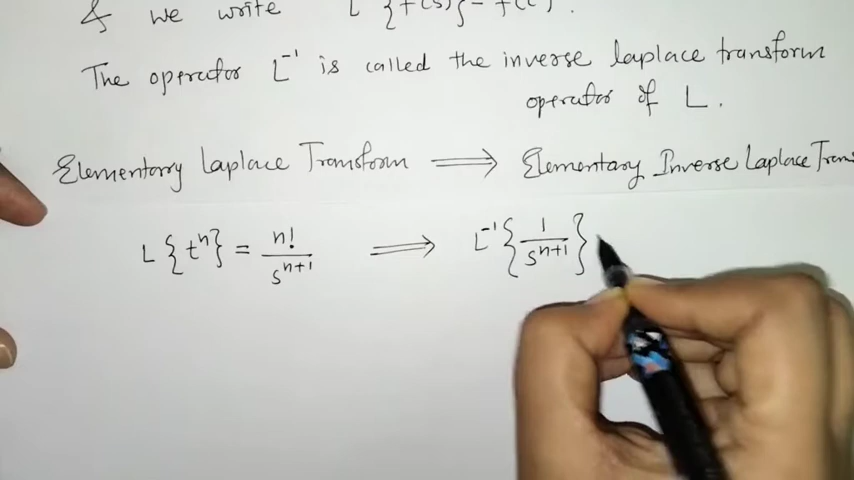 & we write L {f(s)} = f(t).
The operator L⁻¹ is called the inverse laplace transform
operator of L.
Elementary Laplace Transform ⟹ Elementary Inverse Laplace Trans
L{tⁿ} = n!/sⁿ⁺¹ ⟹ L⁻¹{1/sⁿ⁺¹}